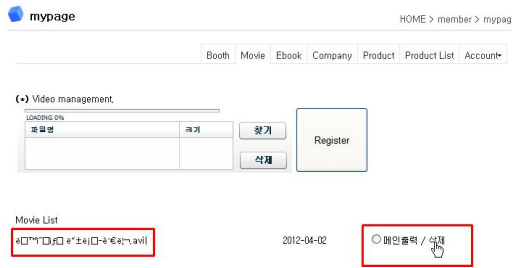 mypage
HOME > member > mypag
Booth Movie Ebook Company Product Product List Account
(•) Video management,
LOADING 0%
파일명 크기 찾기
Register
삭제
Movie List
.avi 2012-04-02 메인출력 / 삭제